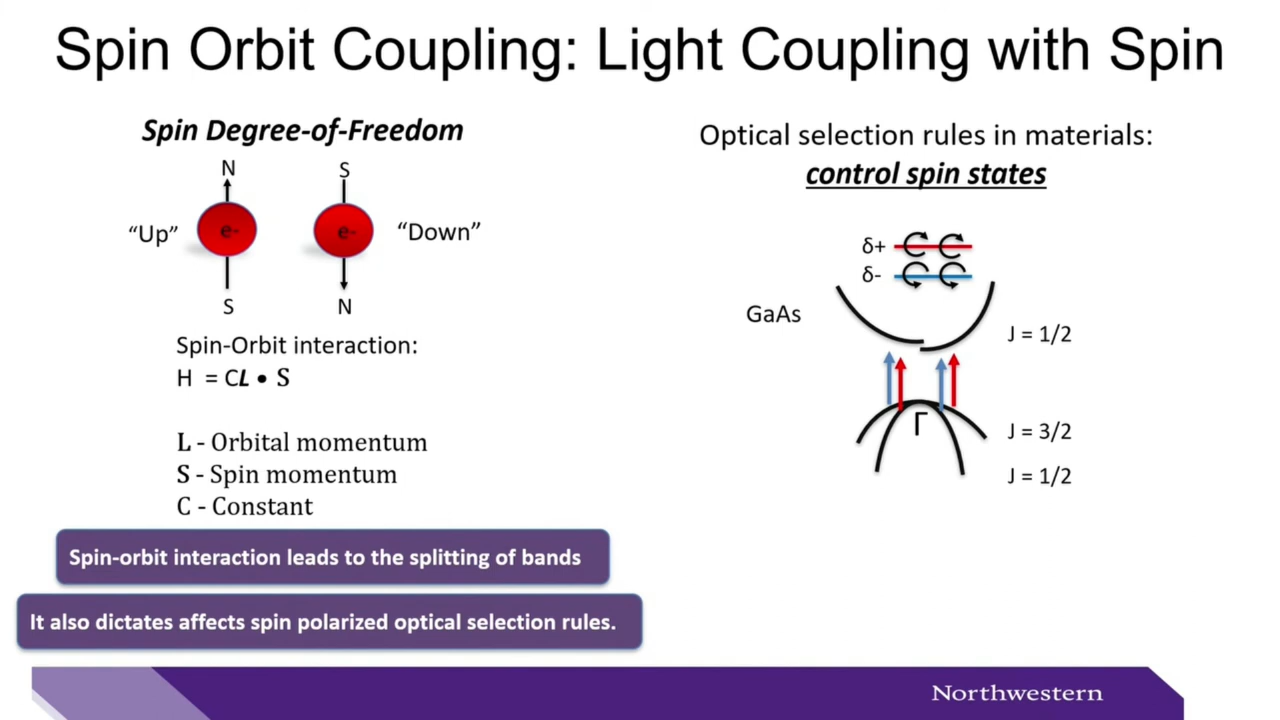 Spin Orbit Coupling: Light Coupling with Spin
Spin Degree-of-Freedom
N
S
"Up"
e-
e-
"Down"
S
N
Spin-Orbit interaction:
H = CL • S
L - Orbital momentum
S - Spin momentum
C - Constant
Spin-orbit interaction leads to the splitting of bands
It also dictates affects spin polarized optical selection rules.
Optical selection rules in materials:
control spin states
δ+
δ-
GaAs
J = 1/2
Γ
J = 3/2
J = 1/2
Northwestern